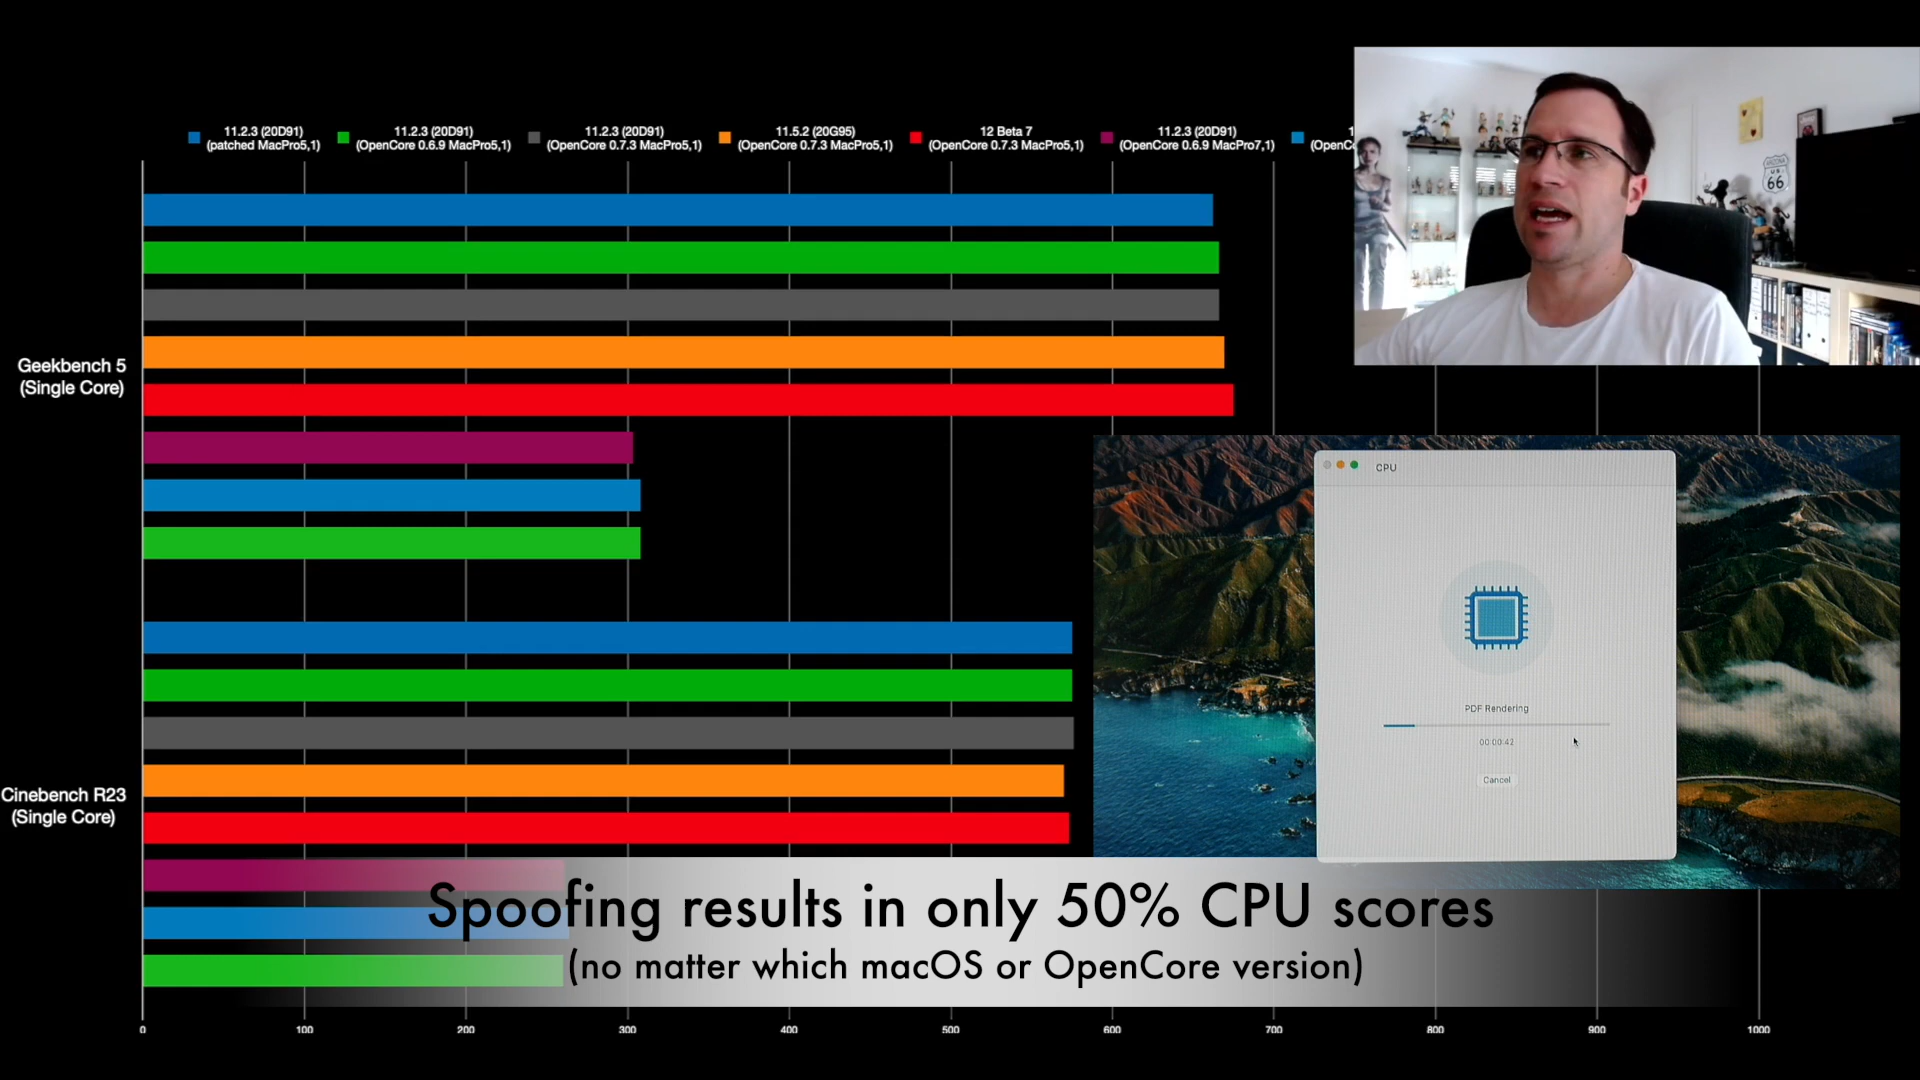 11.2.3 (20D91)
(patched MacPro5,1)
11.2.3 (20D91)
(OpenCore 0.6.9 MacPro5,1)
11.2.3 (20D91)
(OpenCore 0.7.3 MacPro5,1)
11.5.2 (20G95)
(OpenCore 0.7.3 MacPro5,1)
12 Beta 7
(OpenCore 0.7.3 MacPro5,1)
11.2.3 (20D91)
(OpenCore 0.6.9 MacPro7,1)
ARIZONA
US
66
Geekbench 5
(Single Core)
CPU
PDF Rendering
00:00:42
Cancel
Cinebench R23
(Single Core)
Spoofing results in only 50% CPU scores
(no matter which macOS or OpenCore version)
0 100 200 300 400 500 600 700 800 900 1000